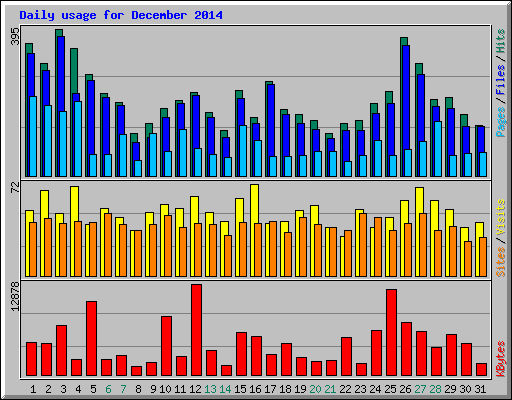 Daily usage for December 2014
395
Pages / Files / Hits
72
Sites / Visits
12878
KBytes
1 2 3 4 5 6 7 8 9 10 11 12 13 14 15 16 17 18 19 20 21 22 23 24 25 26 27 28 29 30 31